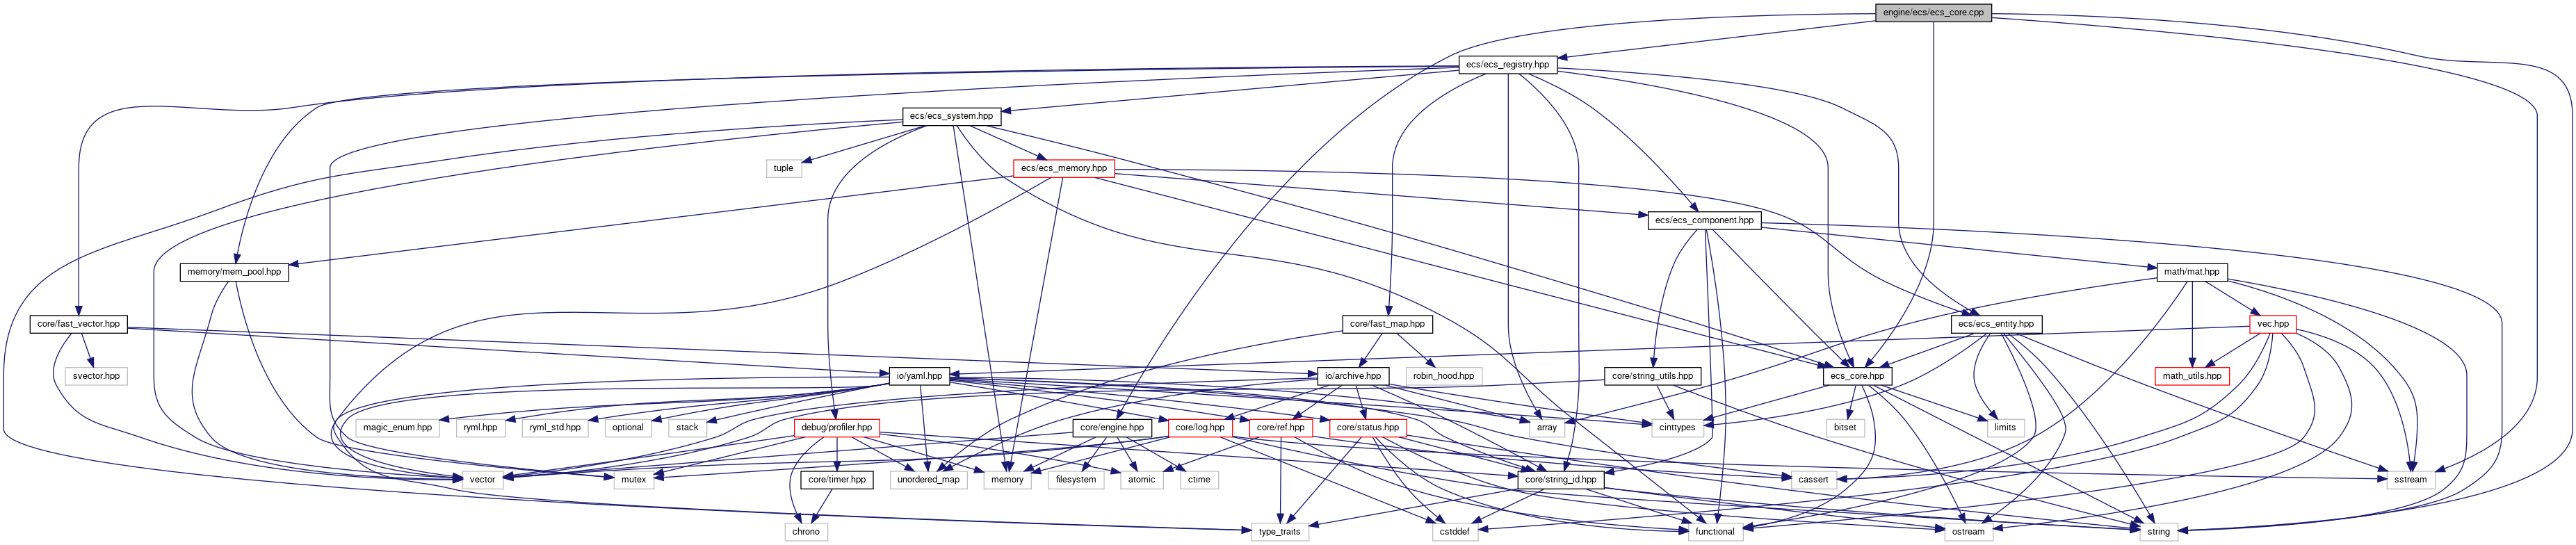 engine/ecs/ecs_core.cpp
ecs/ecs_registry.hpp
ecs/ecs_system.hpp
tuple
ecs/ecs_memory.hpp
ecs/ecs_component.hpp
memory/mem_pool.hpp
math/mat.hpp
core/fast_vector.hpp
core/fast_map.hpp
ecs/ecs_entity.hpp
vec.hpp
svector.hpp
io/yaml.hpp
io/archive.hpp
robin_hood.hpp
core/string_utils.hpp
ecs_core.hpp
math_utils.hpp
magic_enum.hpp
ryml.hpp
ryml_std.hpp
optional
stack
debug/profiler.hpp
core/engine.hpp
core/log.hpp
core/ref.hpp
core/status.hpp
array
cinttypes
bitset
limits
vector
mutex
core/timer.hpp
unordered_map
memory
filesystem
atomic
ctime
core/string_id.hpp
cassert
sstream
chrono
type_traits
cstddef
functional
ostream
string